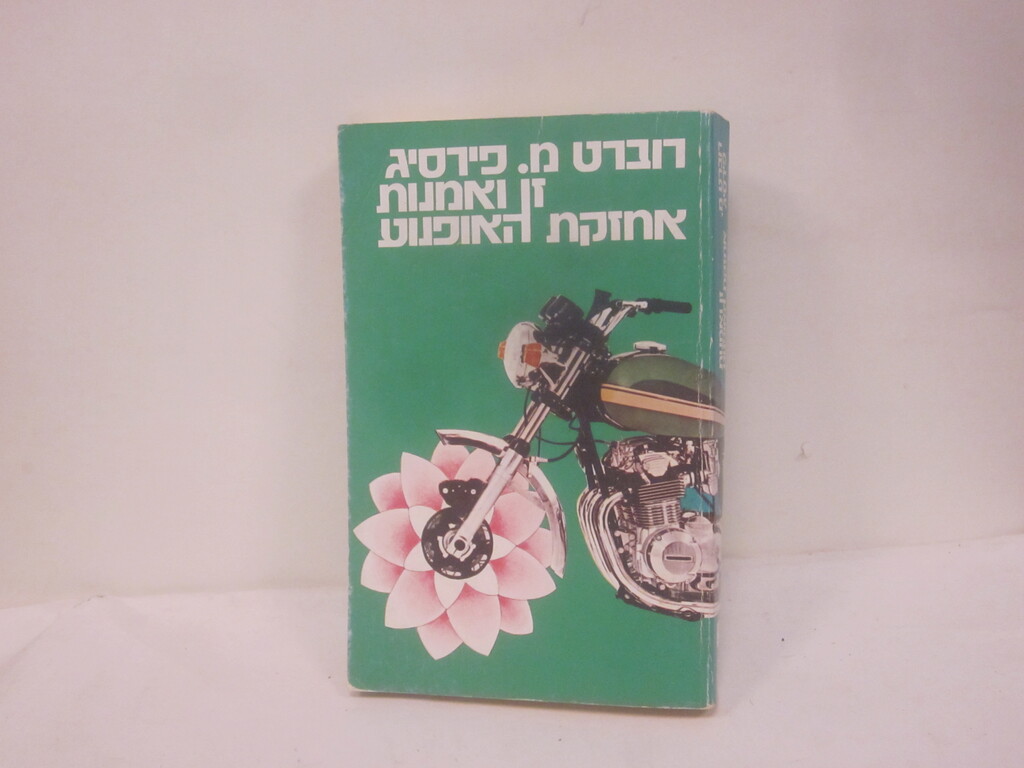 רוברט מ. פירסיג
זן ואמנות
אחזקת האופנוע